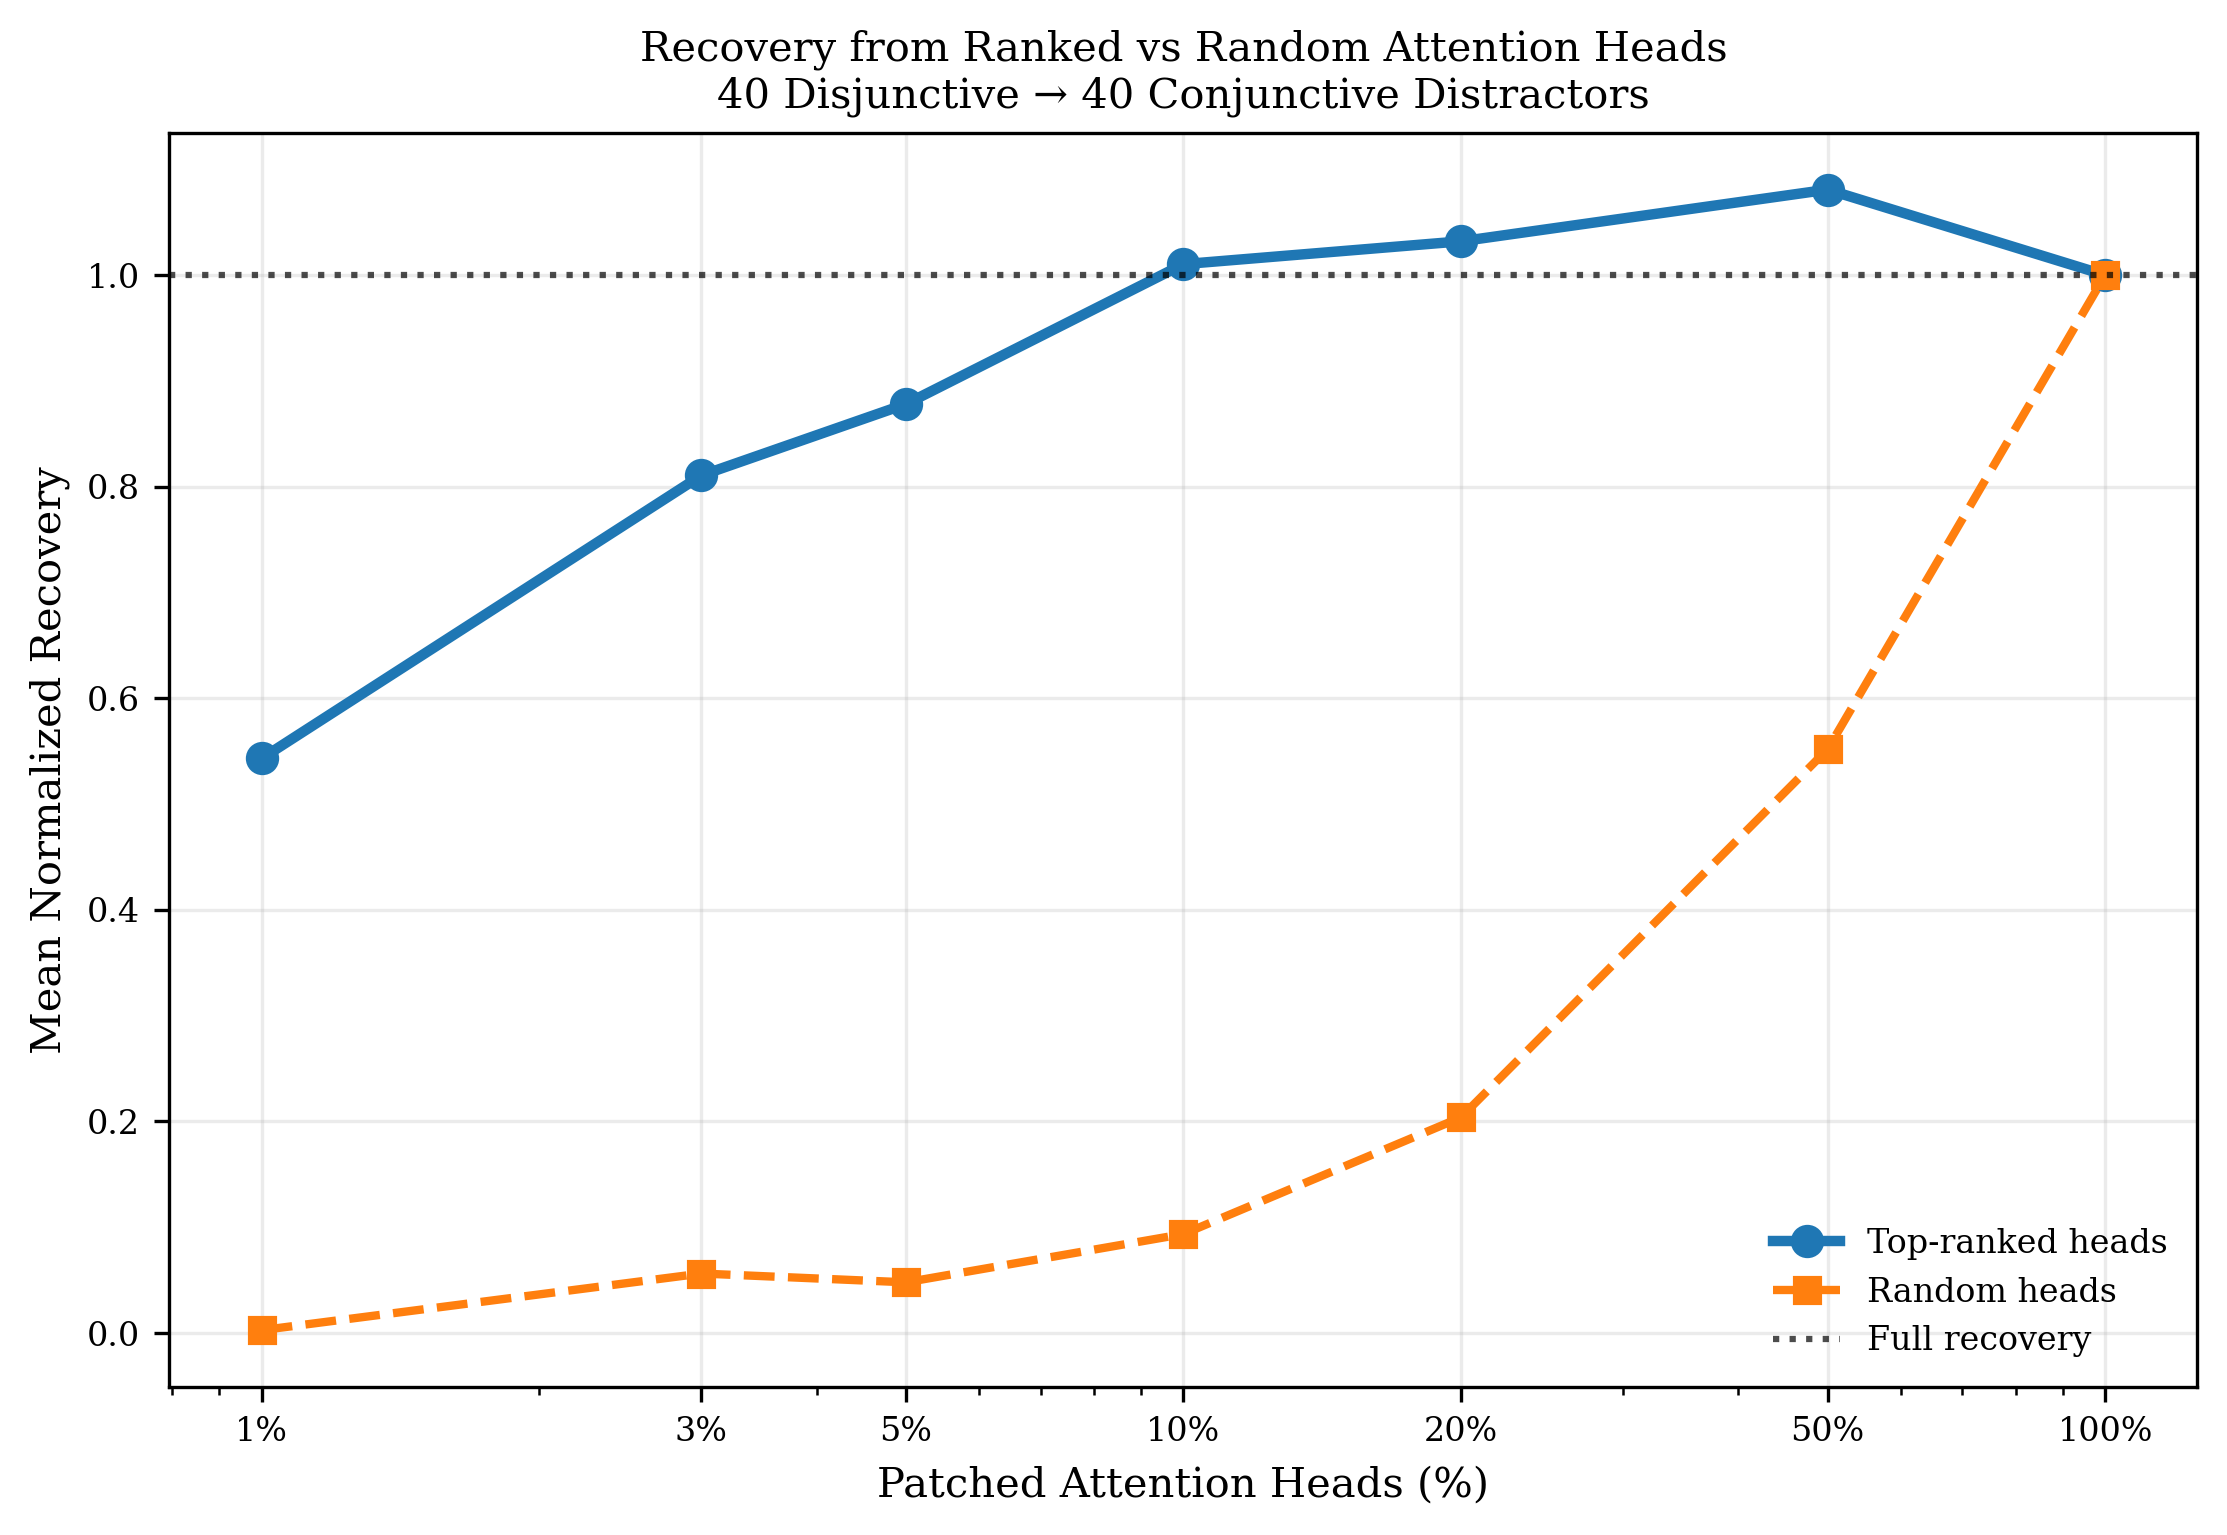 Recovery from Ranked vs Random Attention Heads
40 Disjunctive → 40 Conjunctive Distractors
Mean Normalized Recovery
1.0
0.8
0.6
0.4
0.2
0.0
Top-ranked heads
Random heads
Full recovery
1% 3% 5% 10% 20% 50% 100%
Patched Attention Heads (%)